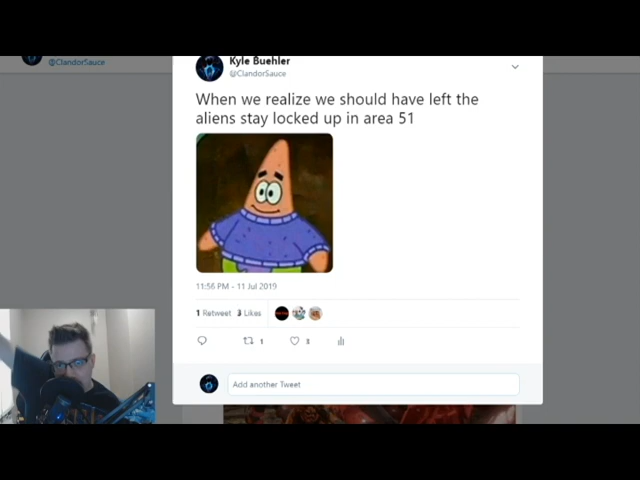 @ClandorSauce
Kyle Buehler
@ClandorSauce
When we realize we should have left the
aliens stay locked up in area 51
11:56 PM - 11 Jul 2019
1 Retweet 3 Likes
1 3
Add another Tweet